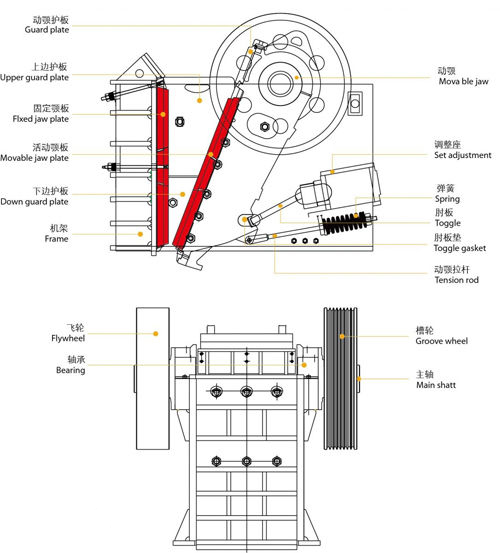 动颚护板
Guard plate
上边护板
Upper guard plate
固定颚板
Flxed jaw plate
活动颚板
Movable jaw plate
下边护板
Down guard plate
机架
Frame
动颚
Mova ble jaw
调整座
Set adjustment
弹簧
Spring
肘板
Toggle
肘板垫
Toggle gasket
动颚拉杆
Tension rod
飞轮
Flywheel
轴承
Bearing
槽轮
Groove wheel
主轴
Main shatt